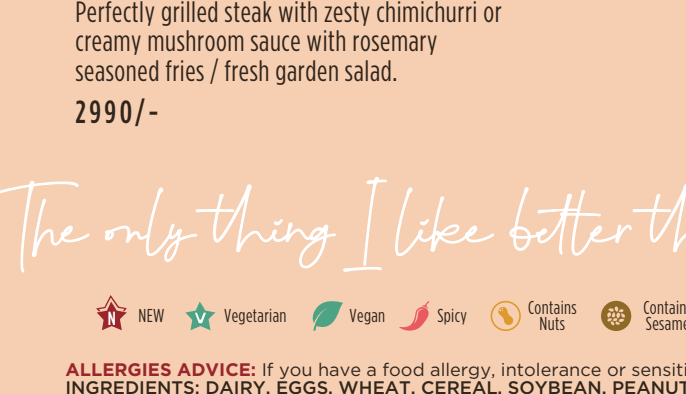 Perfectly grilled steak with zesty chimichurri or
creamy mushroom sauce with rosemary
seasoned fries / fresh garden salad.
2990/-
The only thing I like better th
N NEW V Vegetarian Vegan Spicy Contains Nuts Contain Sesame
ALLERGIES ADVICE: If you have a food allergy, intolerance or sensiti
INGREDIENTS: DAIRY, EGGS, WHEAT, CEREAL, SOYBEAN, PEANUT